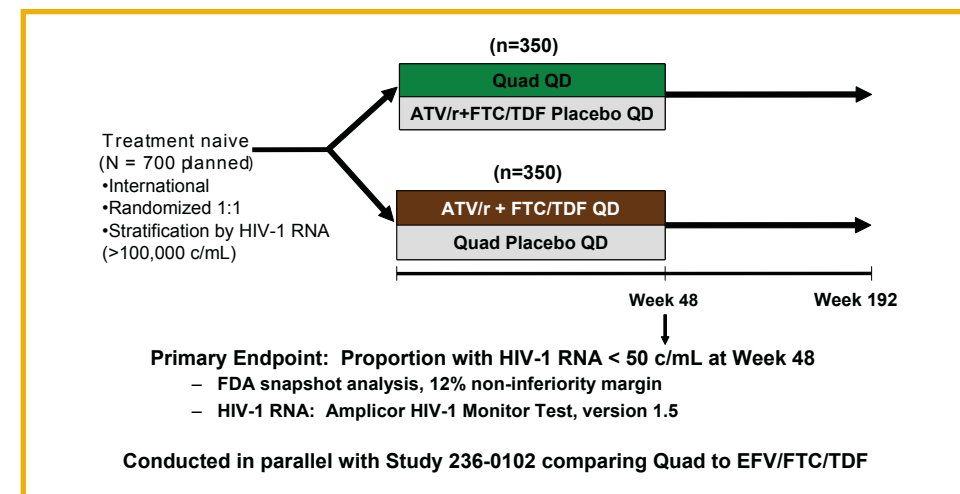 (n=350)
Quad QD
ATV/r+FTC/TDF Placebo QD
Treatment naive
(N = 700 planned)
•International
•Randomized 1:1
•Stratification by HIV-1 RNA
(>100,000 c/mL)
(n=350)
ATV/r + FTC/TDF QD
Quad Placebo QD
Week 48
Week 192
Primary Endpoint: Proportion with HIV-1 RNA < 50 c/mL at Week 48
– FDA snapshot analysis, 12% non-inferiority margin
– HIV-1 RNA: Amplicor HIV-1 Monitor Test, version 1.5
Conducted in parallel with Study 236-0102 comparing Quad to EFV/FTC/TDF